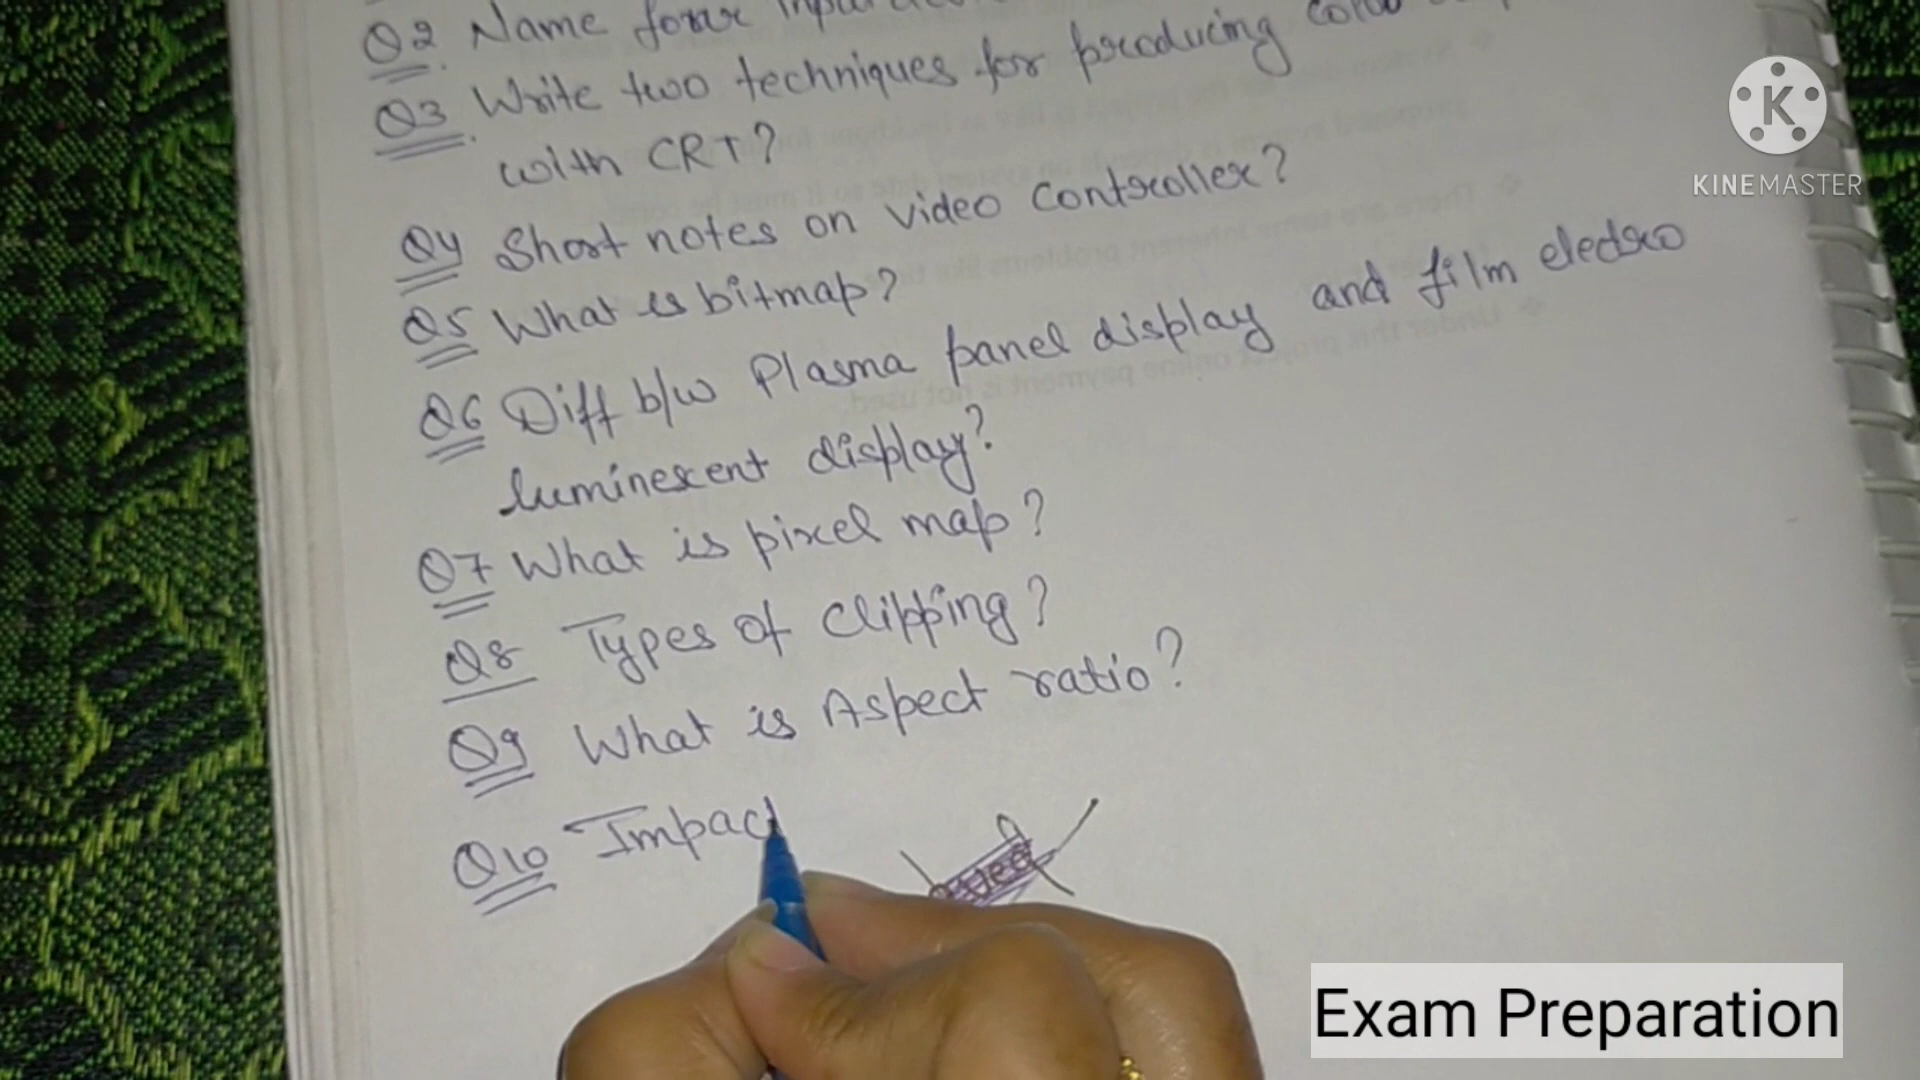 Q2 Name four
Q3 Write two techniques for producing
with CRT?
Q4 Short notes on video controller?
Q5 What is bitmap?
Q6 Diff b/w Plasma panel display and film electro
luminescent display?
Q7 What is pixel map?
Q8 Types of Clipping?
Q9 What is Aspect ratio?
Q10 Impac
K
KINEMASTER
Exam Preparation